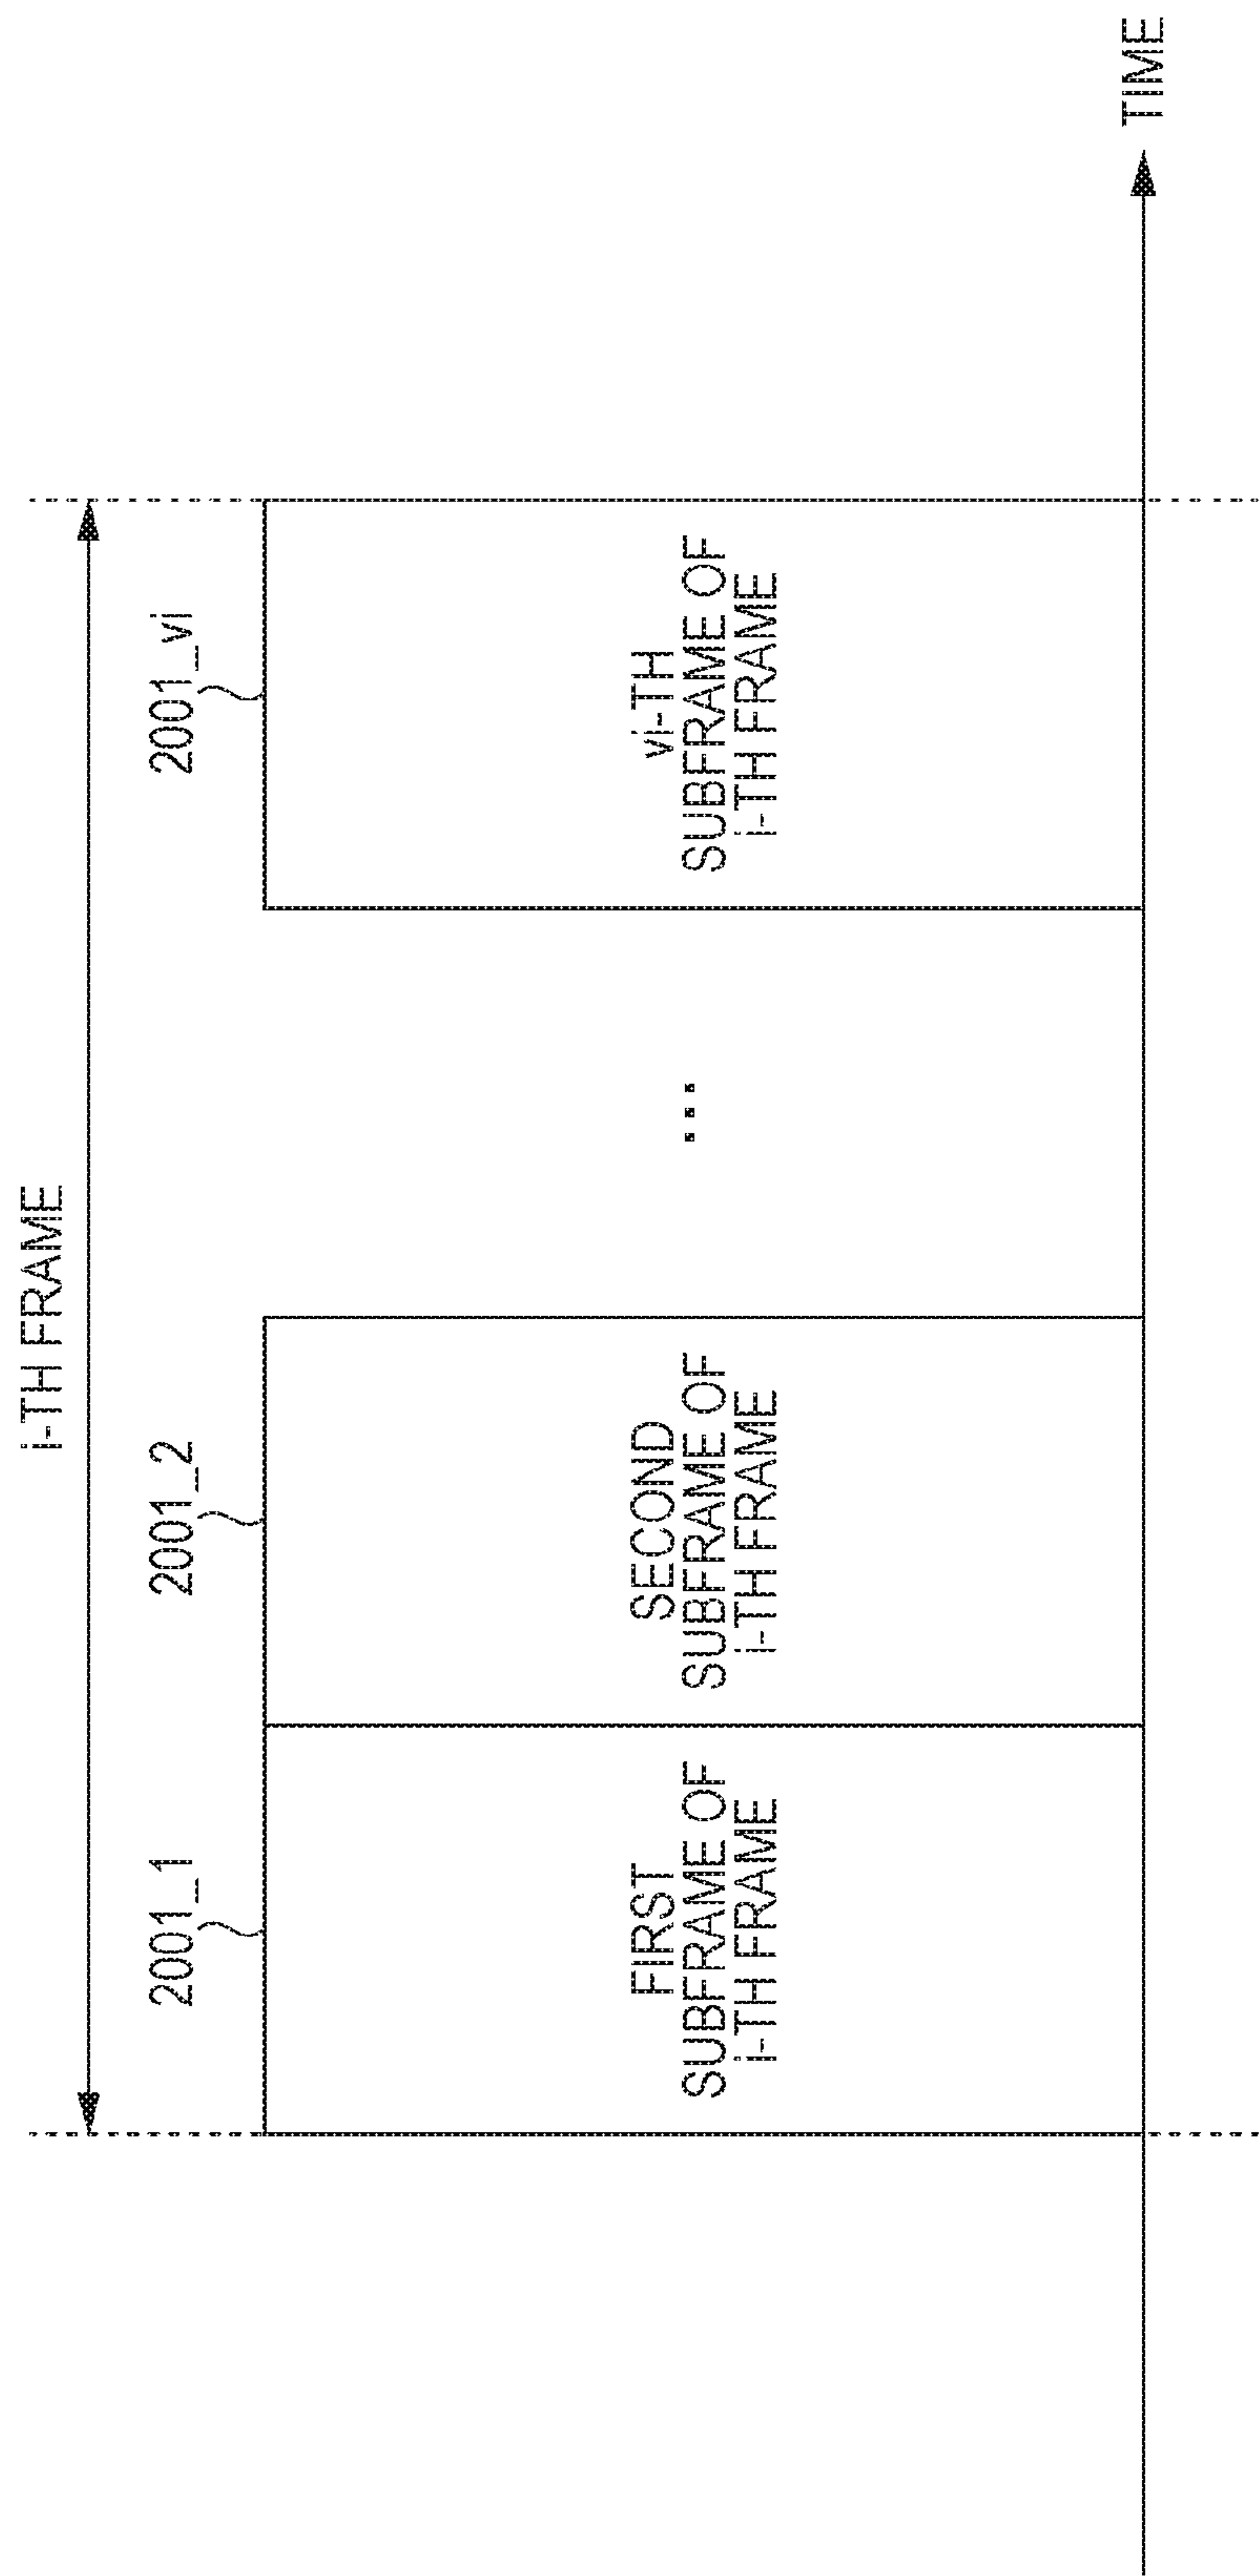 i-TH FRAME
2001_1
2001_2
2001_vi
FIRST
SUBFRAME OF
i-TH FRAME
SECOND
SUBFRAME OF
i-TH FRAME
...
vi-TH
SUBFRAME OF
i-TH FRAME
TIME